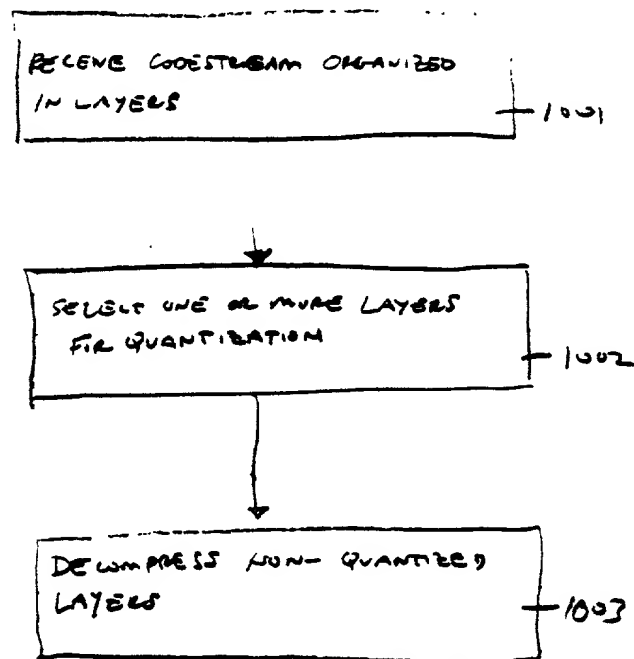 RECEIVE CODESTREAM ORGANIZED
IN LAYERS
1001
SELECT ONE OR MORE LAYERS
FOR QUANTIZATION
1002
DECOMPRESS NON-QUANTIZED
LAYERS
1003